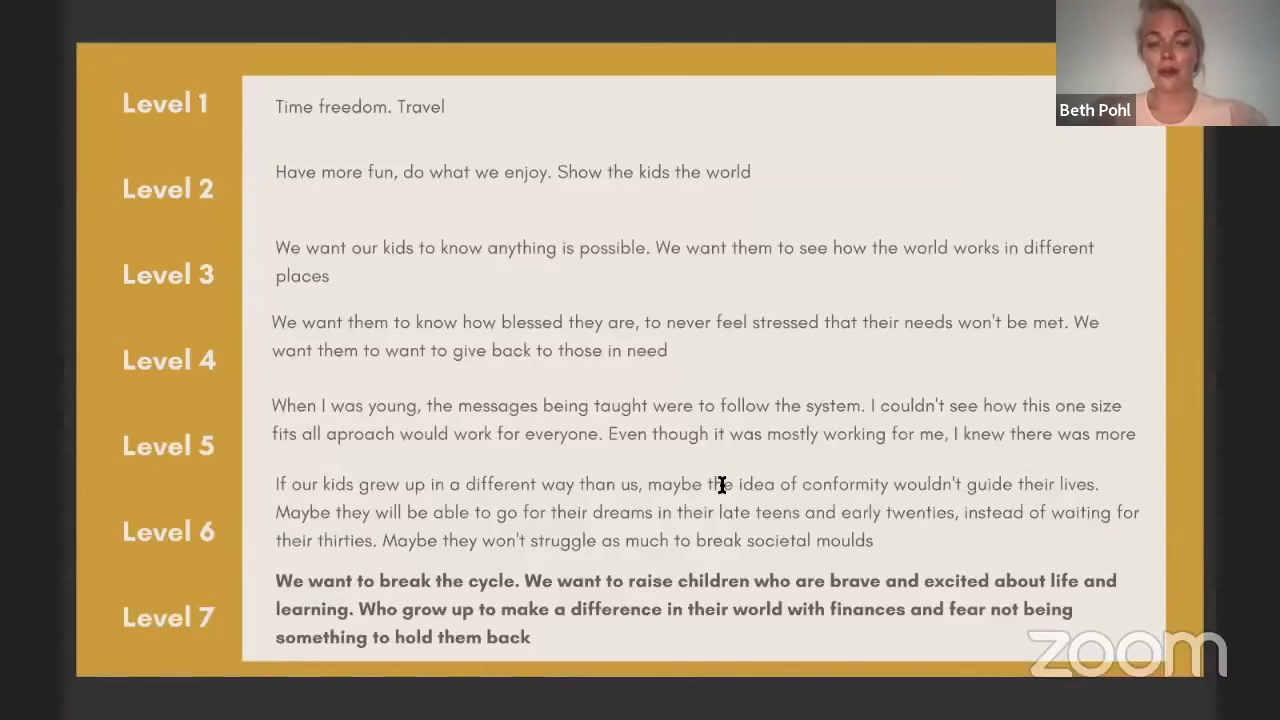 Level 1
Time freedom. Travel
Beth Pohl
Level 2
Have more fun, do what we enjoy. Show the kids the world
Level 3
We want our kids to know anything is possible. We want them to see how the world works in different
places
Level 4
We want them to know how blessed they are, to never feel stressed that their needs won't be met. We
want them to want to give back to those in need
Level 5
When I was young, the messages being taught were to follow the system. I couldn't see how this one size
fits all aproach would work for everyone. Even though it was mostly working for me, I knew there was more
Level 6
If our kids grew up in a different way than us, maybe the idea of conformity wouldn't guide their lives.
Maybe they will be able to go for their dreams in their late teens and early twenties, instead of waiting for
their thirties. Maybe they won't struggle as much to break societal moulds
Level 7
We want to break the cycle. We want to raise children who are brave and excited about life and
learning. Who grow up to make a difference in their world with finances and fear not being
something to hold them back
zoom